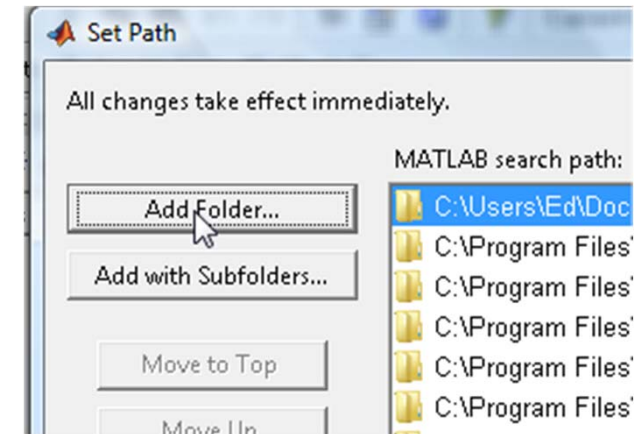 Set Path
All changes take effect immediately.
MATLAB search path:
Add Folder...
Add with Subfolders...
Move to Top
Move Up
C:\Users\Ed\Doc
C:\Program Files
C:\Program Files
C:\Program Files
C:\Program Files
C:\Program Files